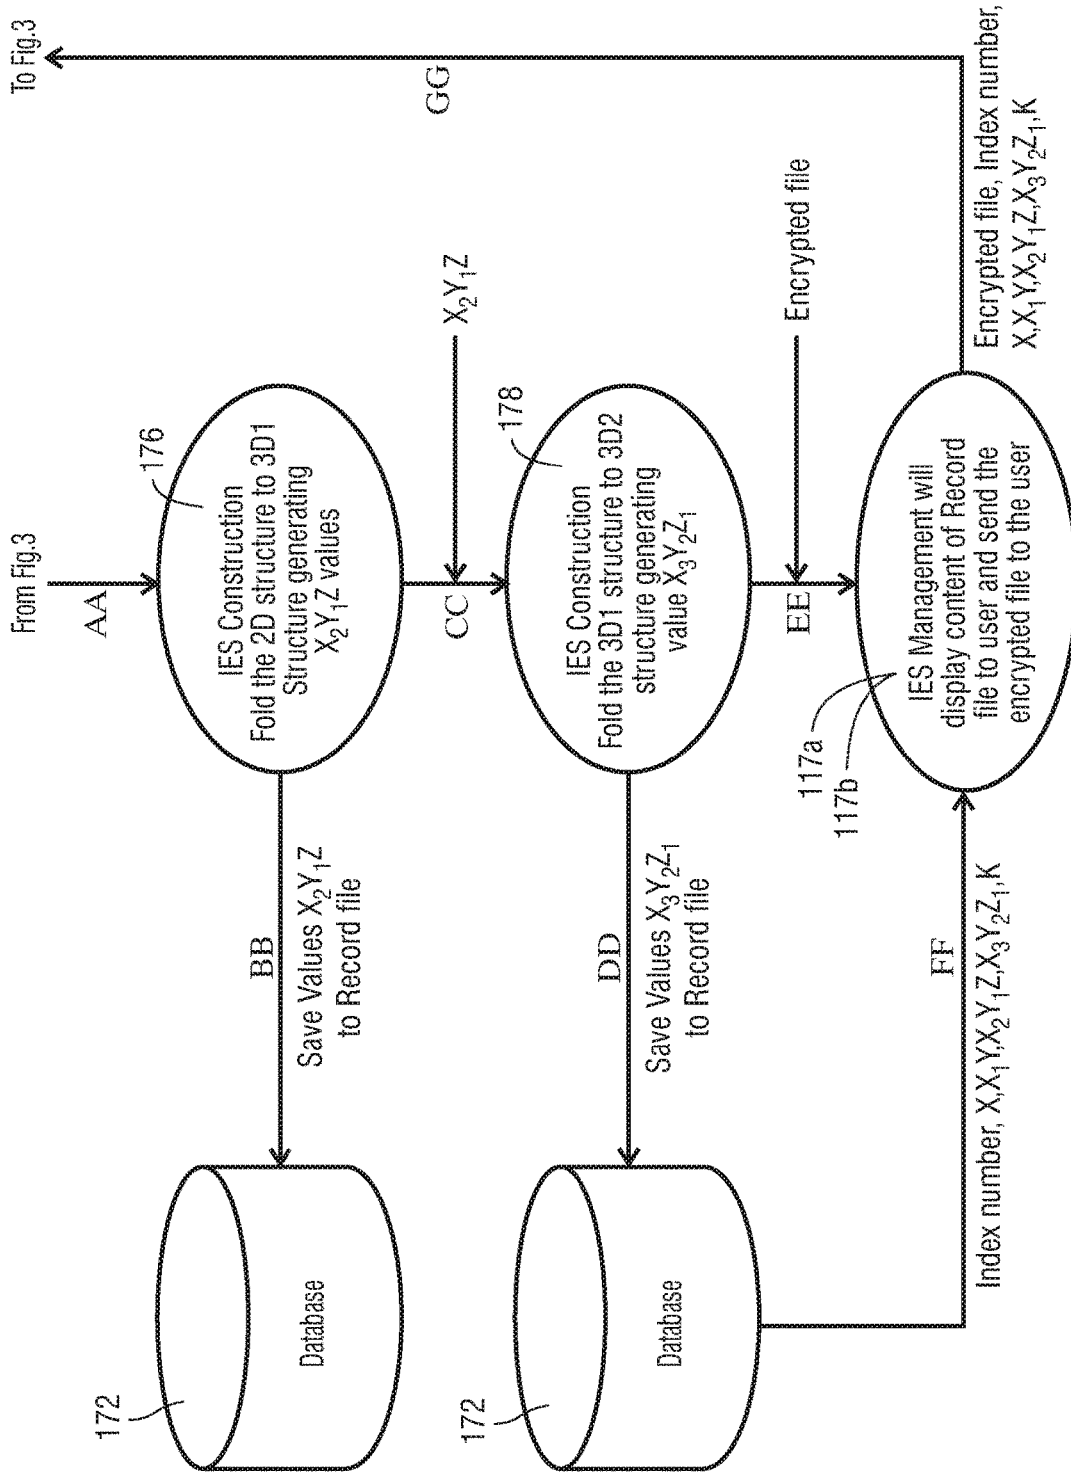 From Fig.3
To Fig.3
AA
176
IES Construction
Fold the 2D structure to 3D1
Structure generating
X₂Y₁Z values
172
Database
BB
Save Values X₂Y₁Z
to Record file
CC
X₂Y₁Z
GG
178
IES Construction
Fold the 3D1 structure to 3D2
structure generating
value X₃Y₂Z₁
172
Database
DD
Save Values X₃Y₂Z₁
to Record file
EE
Encrypted file
117a
117b
IES Management will
display content of Record
file to user and send the
encrypted file to the user
FF
Index number, X,X₁Y,X₂Y₁Z,X₃Y₂Z₁,K
Encrypted file, Index number,
X,X₁Y,X₂Y₁Z,X₃Y₂Z₁,K